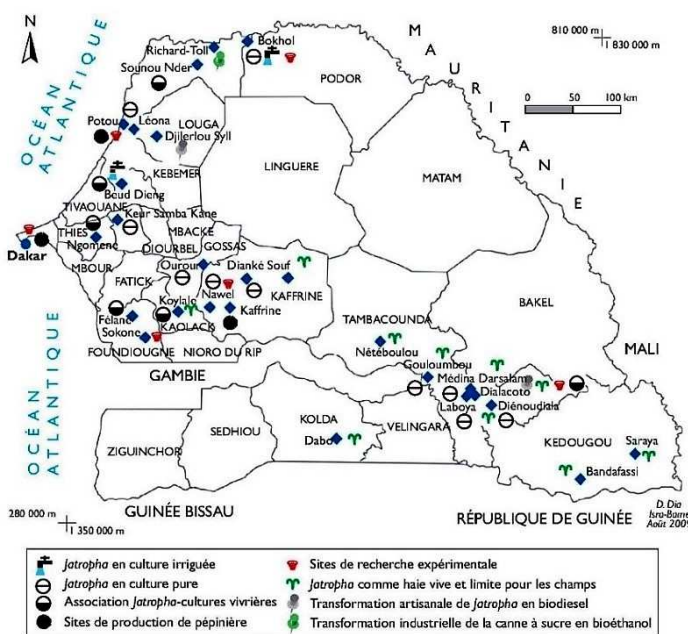 N
810 000 m
1 830 000 m
MAURITANIE
0 50 100 km
OCÉAN ATLANTIQUE
Richard-Toll
Bokhol
Sounou Nder
PODOR
Potou
Léona
LOUGA
Djilerlou Syll
LINGUERE
MATAM
KEBEMER
Beud Dieng
TIVAOUANE
Keur Samba Kane
THIES
MBACKE
Ngomene
DIOURBEL
GOSSAS
Dakar
MBOUR
Ourour
Dianké Souf
FATICK
Nawel
KAFFRINE
Koylale
Kaffrine
BAKEL
Félane
KAOLACK
TAMBACOUNDA
Sokone
Nétéboulou
MALI
FOUNDIOUGNE
NIORO DU RIP
Gouloumbou
GAMBIE
Médina Darsalam
Dialacoto
Diénoudiala
Laboya
OCÉAN ATLANTIQUE
KOLDA
VELINGARA
ZIGUINCHOR
SEDHIOU
Dabo
KEDOUGOU
Saraya
Bandafassi
GUINÉE BISSAU
RÉPUBLIQUE DE GUINÉE
D. Dia
Isra-Bame
Août 2009
280 000 m
1 350 000 m
Jatropha en culture irriguée
Jatropha en culture pure
Association Jatropha-cultures vivrières
Sites de production de pépinière
Sites de recherche expérimentale
Jatropha comme haie vive et limite pour les champs
Transformation artisanale de Jatropha en biodiesel
Transformation industrielle de la canne à sucre en bioéthanol